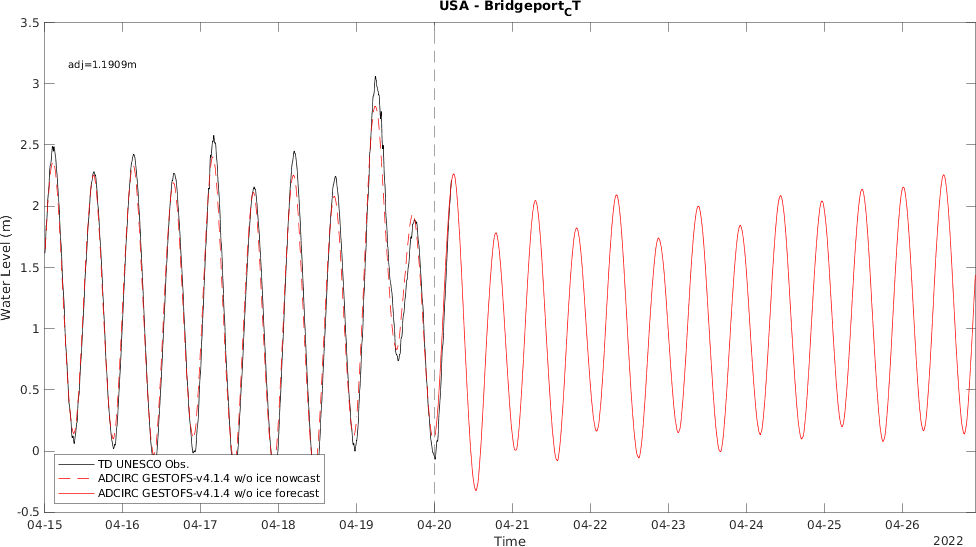 USA - Bridgeport_CT
3.5
3
2.5
2
1.5
1
0.5
0
-0.5
Water Level (m)
adj=1.1909m
TD UNESCO Obs.
ADCIRC GESTOFS-v4.1.4 w/o ice nowcast
ADCIRC GESTOFS-v4.1.4 w/o ice forecast
04-15 04-16 04-17 04-18 04-19 04-20 04-21 04-22 04-23 04-24 04-25 04-26
Time
2022